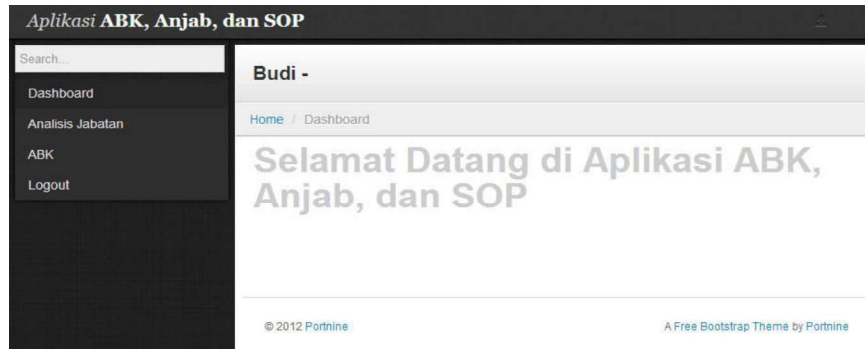 Aplikasi ABK, Anjab, dan SOP
Search...
Dashboard
Analisis Jabatan
ABK
Logout
Budi -
Home / Dashboard
Selamat Datang di Aplikasi ABK,
Anjab, dan SOP
© 2012 Portnine
A Free Bootstrap Theme by Portnine